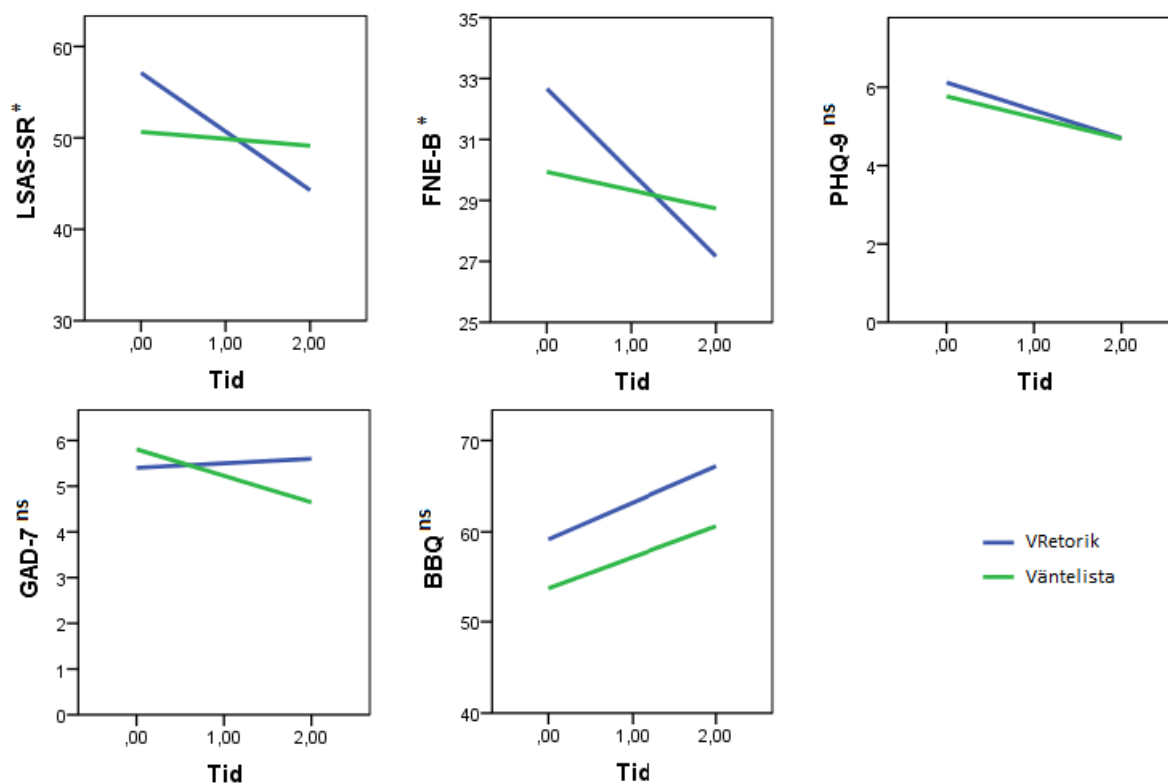 LSAS-SR *
60
50
40
30
,00 1,00 2,00
Tid
FNE-B *
35
33
31
29
27
25
,00 1,00 2,00
Tid
PHQ-9 ns
6
4
2
0
,00 1,00 2,00
Tid
GAD-7 ns
6
5
4
3
2
1
0
,00 1,00 2,00
Tid
BBQ ns
70
60
50
40
,00 1,00 2,00
Tid
VRetorik
Väntelista